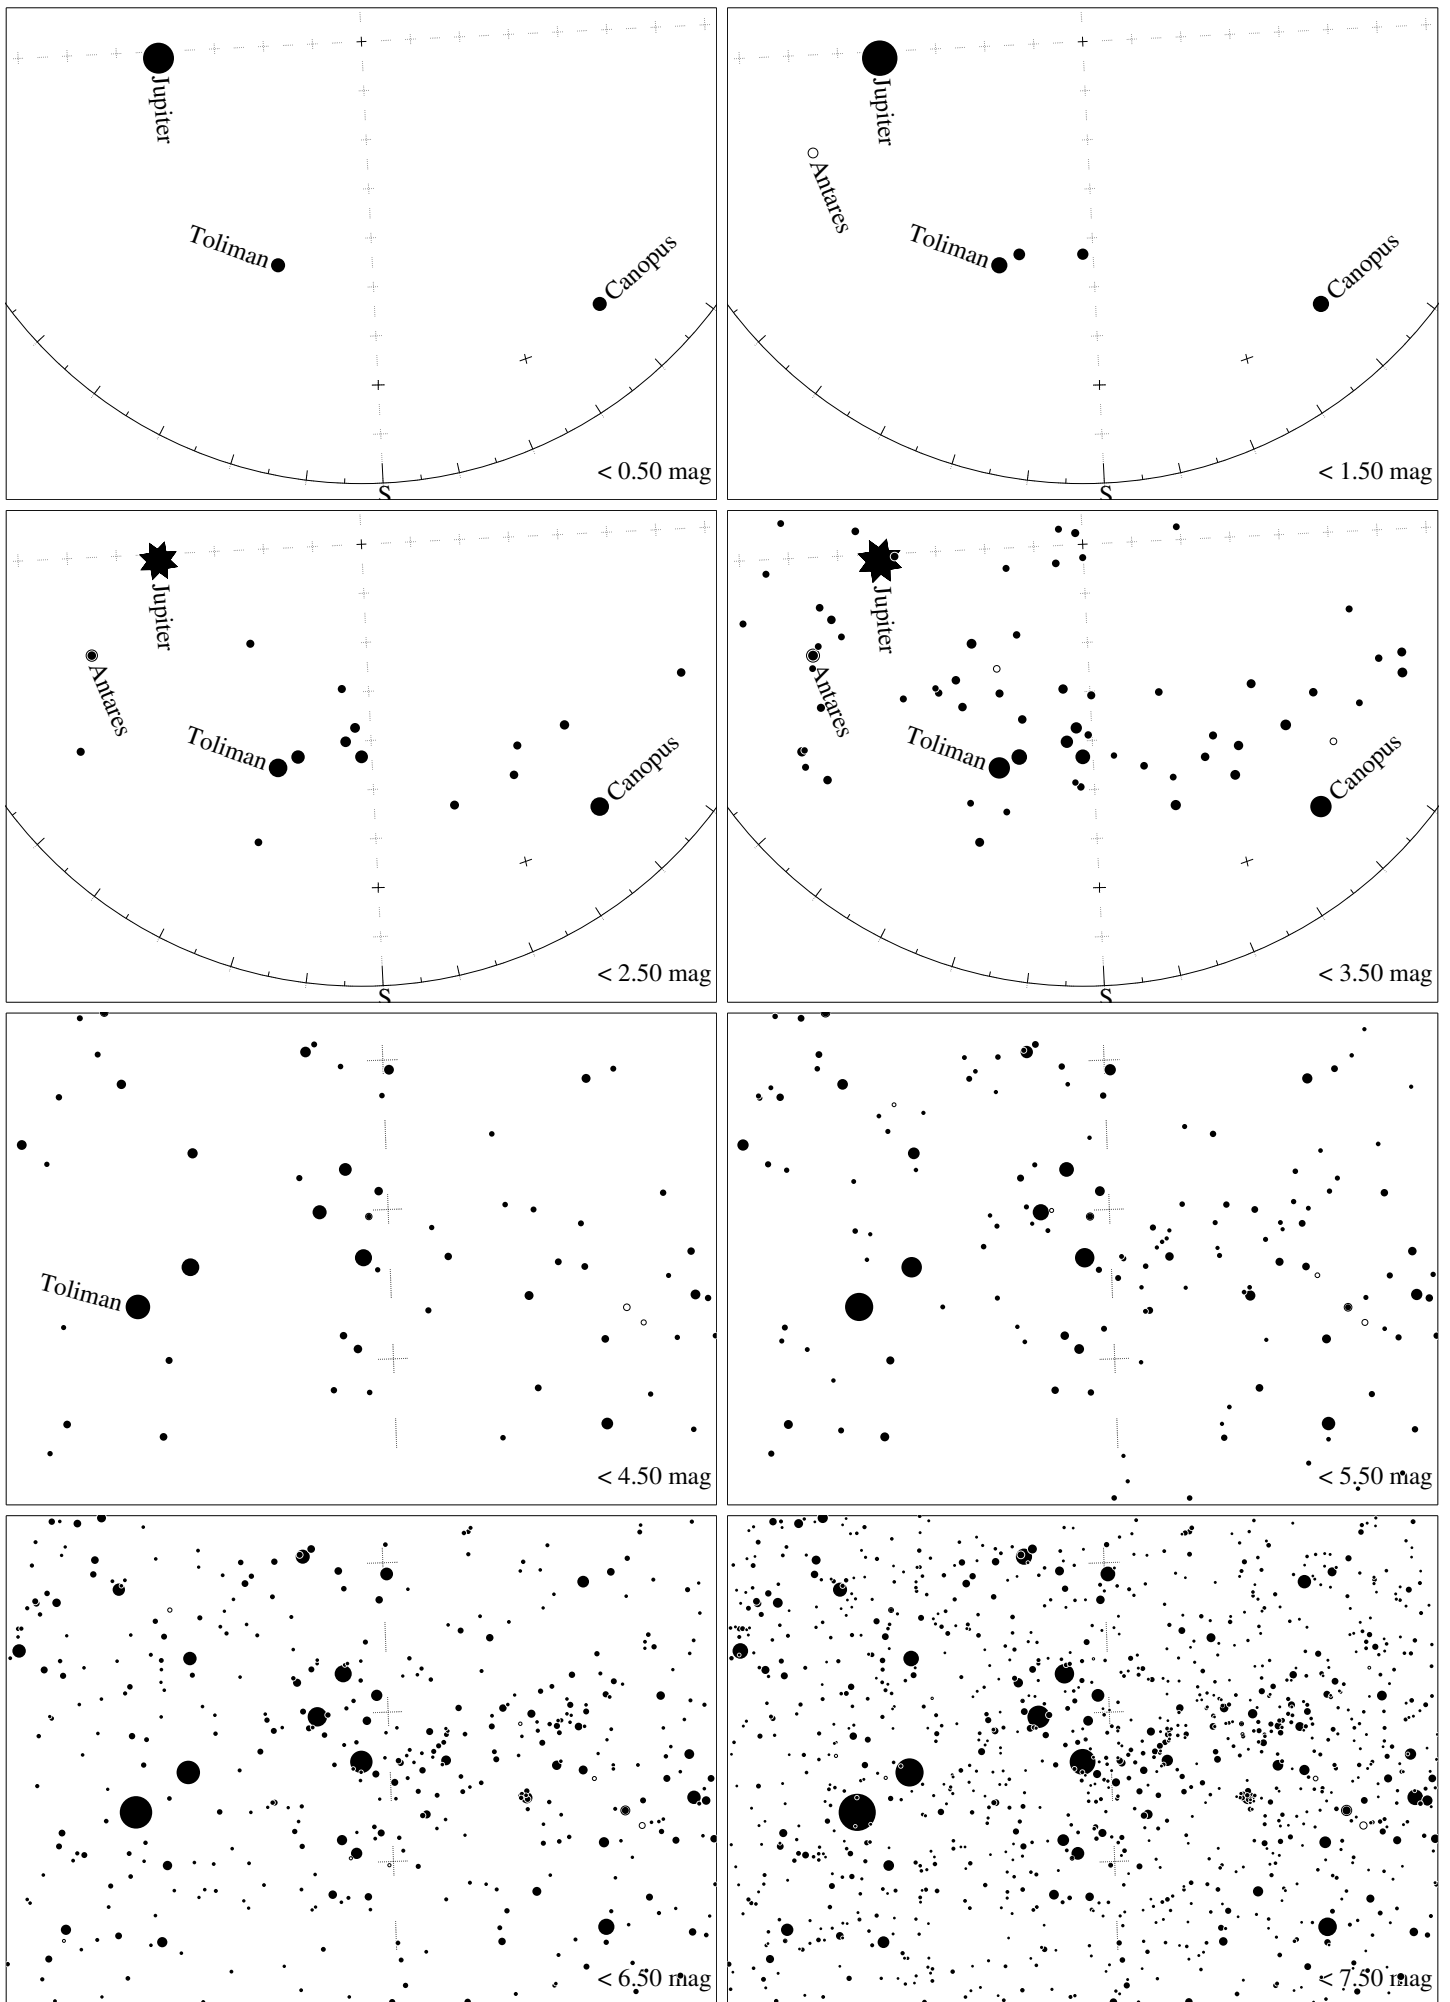 Jupiter
Toliman
Canopus
< 0.50 mag
S
Jupiter
Antares
Toliman
Canopus
< 1.50 mag
S
Jupiter
Antares
Toliman
Canopus
< 2.50 mag
S
Jupiter
Antares
Toliman
Canopus
< 3.50 mag
S
Toliman
< 4.50 mag
< 5.50 mag
< 6.50 mag
< 7.50 mag